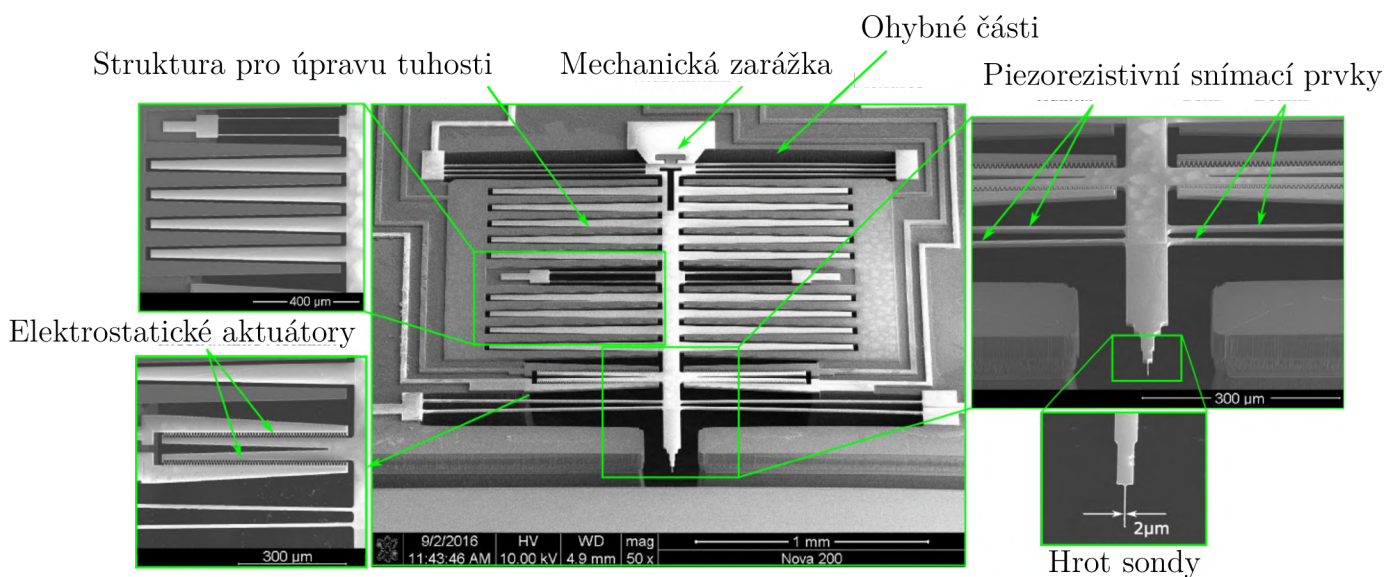 Ohybné části
Struktura pro úpravu tuhosti
Mechanická zarážka
Piezorezistivní snímací prvky
400 µm
Elektrostatické aktuátory
300 µm
300 µm
2µm
Hrot sondy
9/2/2016
11:43:46 AM
HV
10.00 kV
WD
4.9 mm
mag
50 x
1 mm
Nova 200